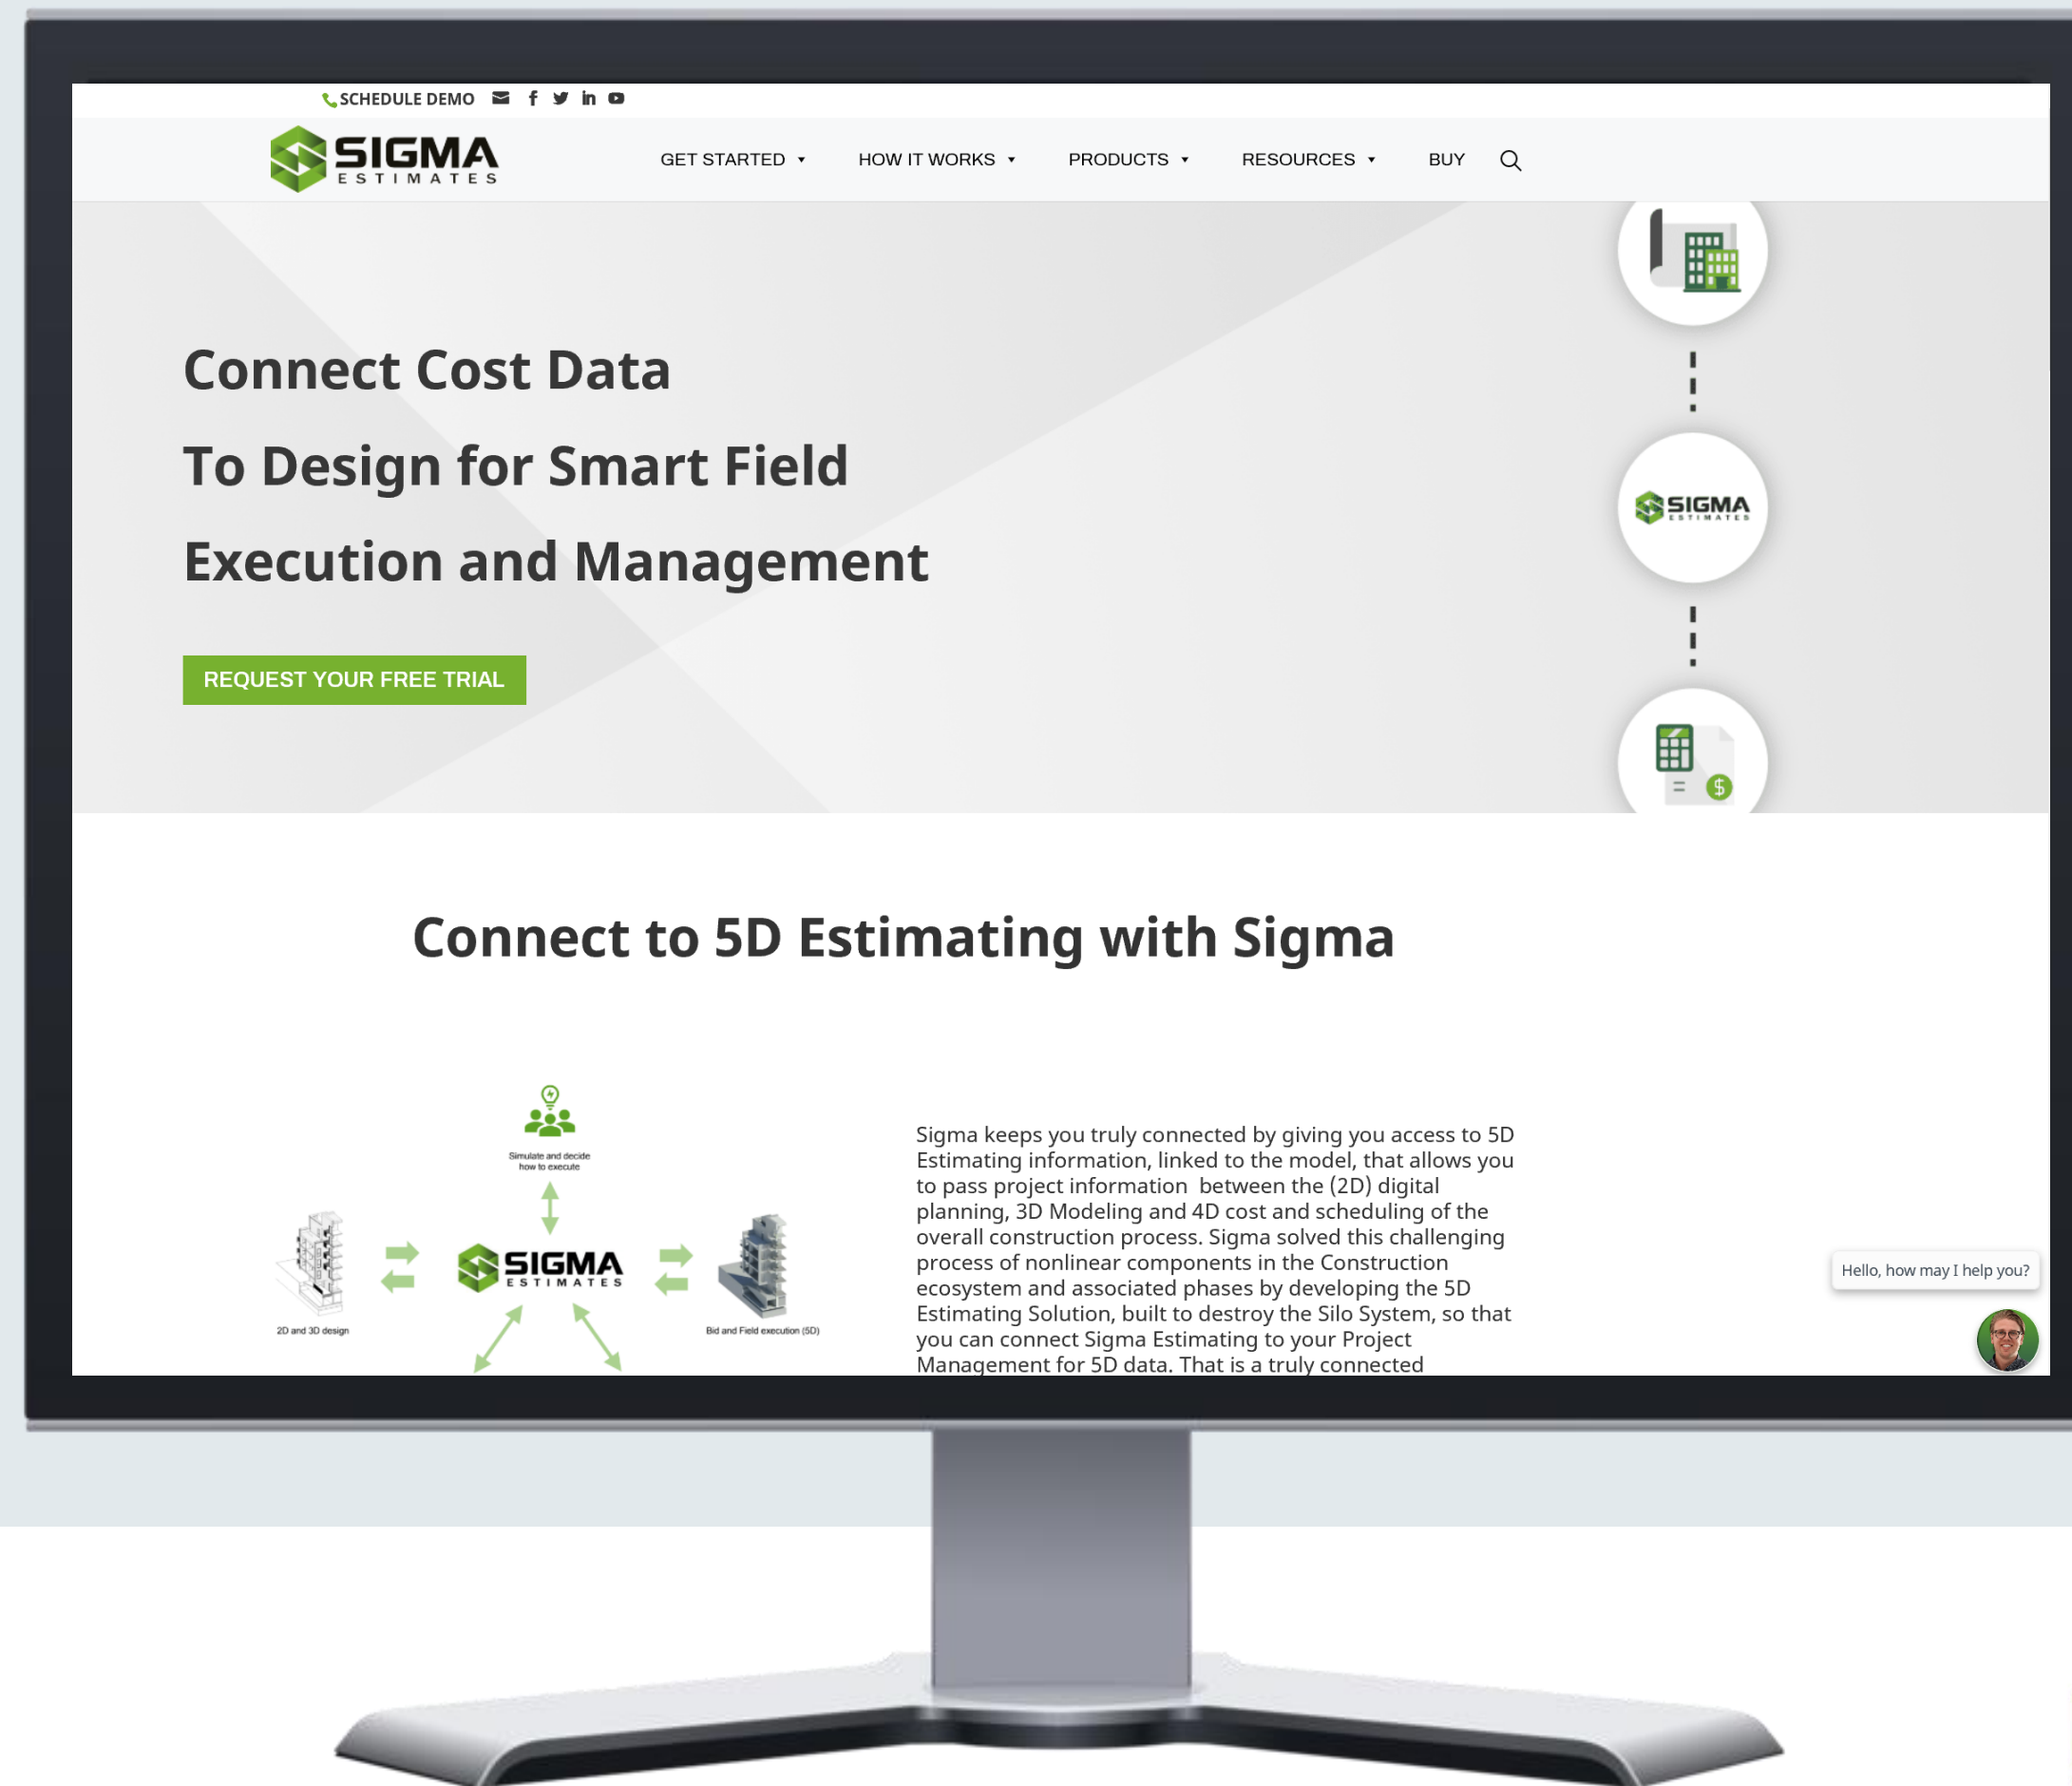 SCHEDULE DEMO
SIGMA
ESTIMATES
GET STARTED
HOW IT WORKS
PRODUCTS
RESOURCES
BUY
Connect Cost Data
To Design for Smart Field
Execution and Management
REQUEST YOUR FREE TRIAL
SIGMA
ESTIMATES
$
Connect to 5D Estimating with Sigma
Simulate and decide
how to execute
SIGMA
ESTIMATES
2D and 3D design
Bid and Field execution (5D)
Sigma keeps you truly connected by giving you access to 5D
Estimating information, linked to the model, that allows you
to pass project information  between the (2D) digital
planning, 3D Modeling and 4D cost and scheduling of the
overall construction process. Sigma solved this challenging
process of nonlinear components in the Construction
ecosystem and associated phases by developing the 5D
Estimating Solution, built to destroy the Silo System, so that
you can connect Sigma Estimating to your Project
Management for 5D data. That is a truly connected
Hello, how may I help you?